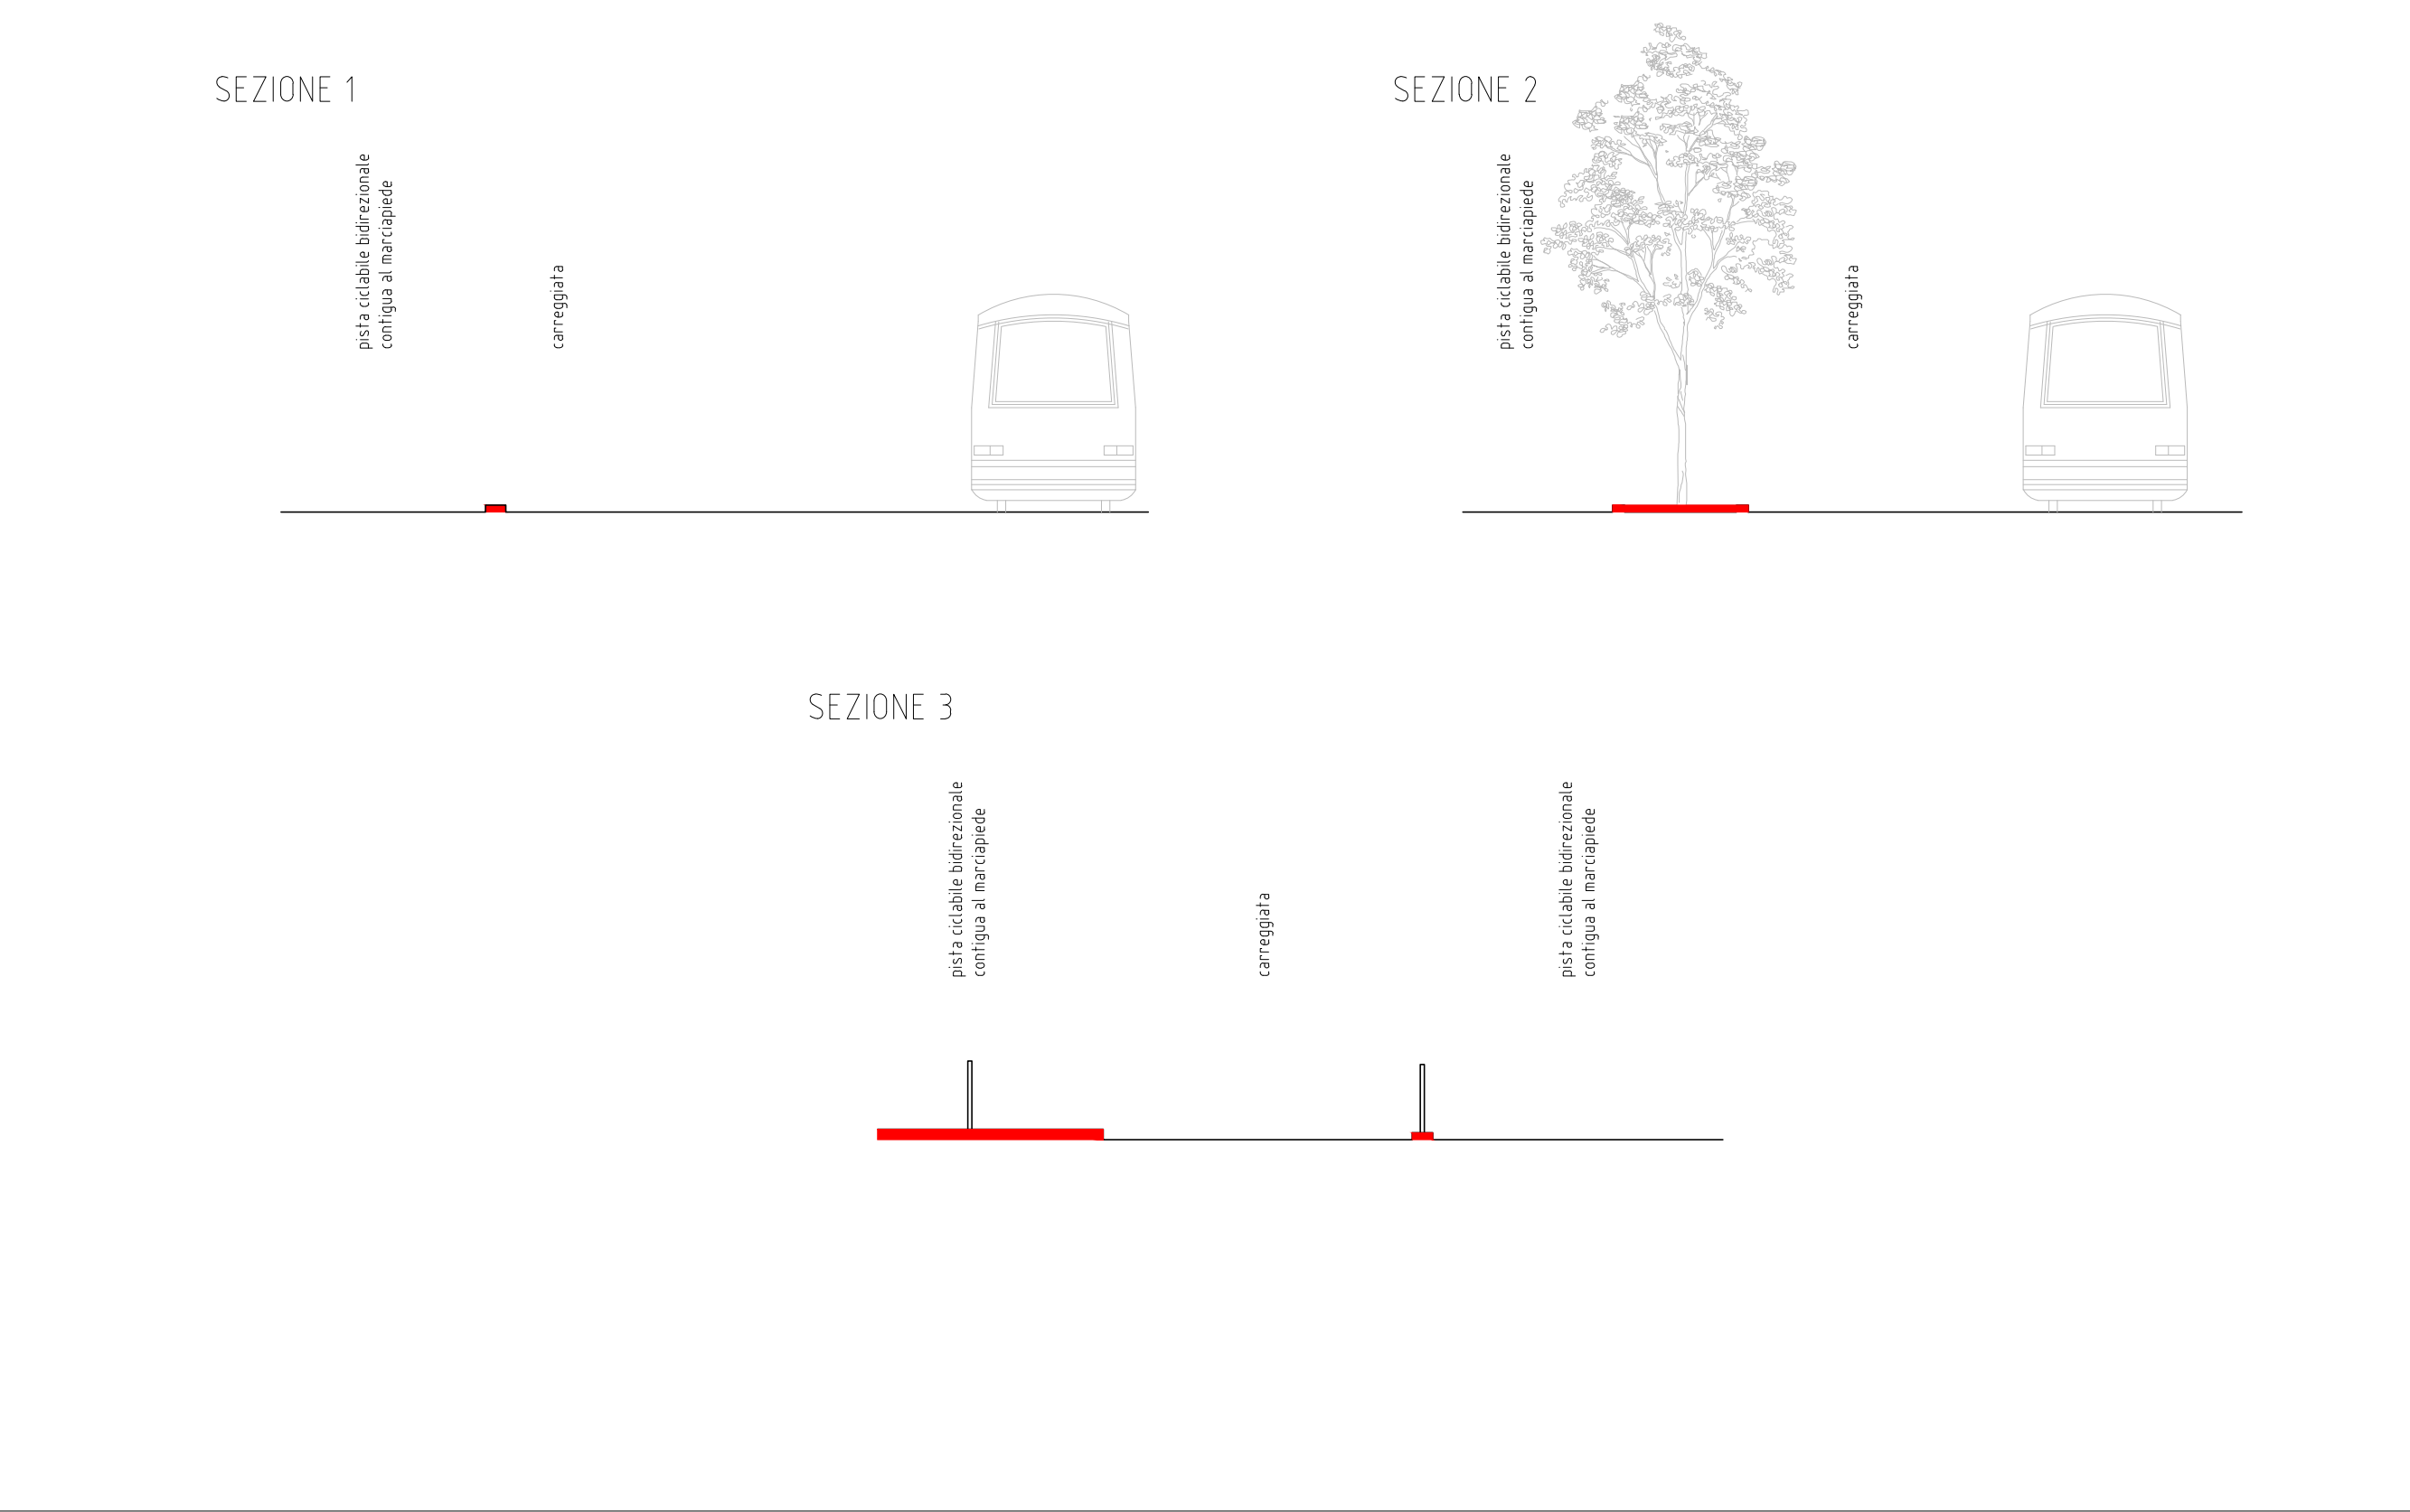 SEZIONE 1
pista ciclabile bidirezionale
contigua al marciapiede
carreggiata
SEZIONE 2
pista ciclabile bidirezionale
contigua al marciapiede
carreggiata
SEZIONE 3
pista ciclabile bidirezionale
contigua al marciapiede
carreggiata
pista ciclabile bidirezionale
contigua al marciapiede